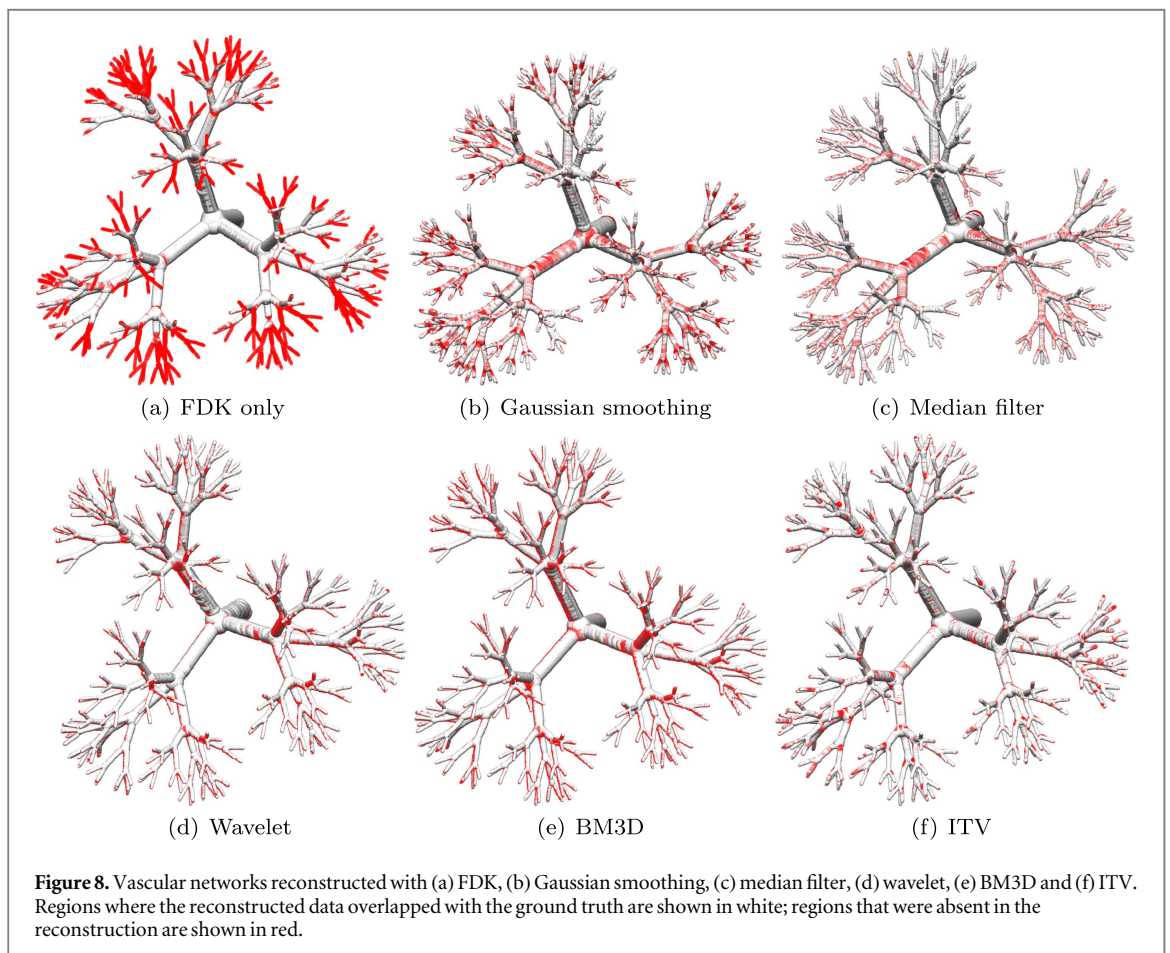 (a) FDK only
(b) Gaussian smoothing
(c) Median filter
(d) Wavelet
(e) BM3D
(f) ITV
Figure 8. Vascular networks reconstructed with (a) FDK, (b) Gaussian smoothing, (c) median filter, (d) wavelet, (e) BM3D and (f) ITV.
Regions where the reconstructed data overlapped with the ground truth are shown in white; regions that were absent in the
reconstruction are shown in red.